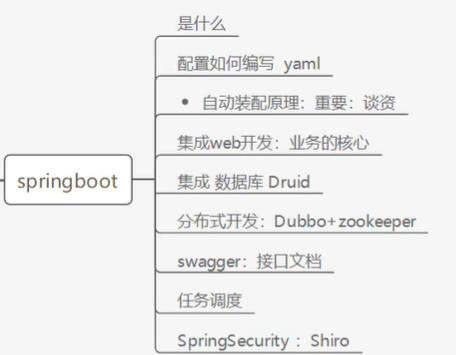 是什么
配置如何编写 yaml
• 自动装配原理：重要：谈资
集成web开发：业务的核心
springboot
集成 数据库 Druid
分布式开发：Dubbo+zookeeper
swagger：接口文档
任务调度
SpringSecurity ：Shiro